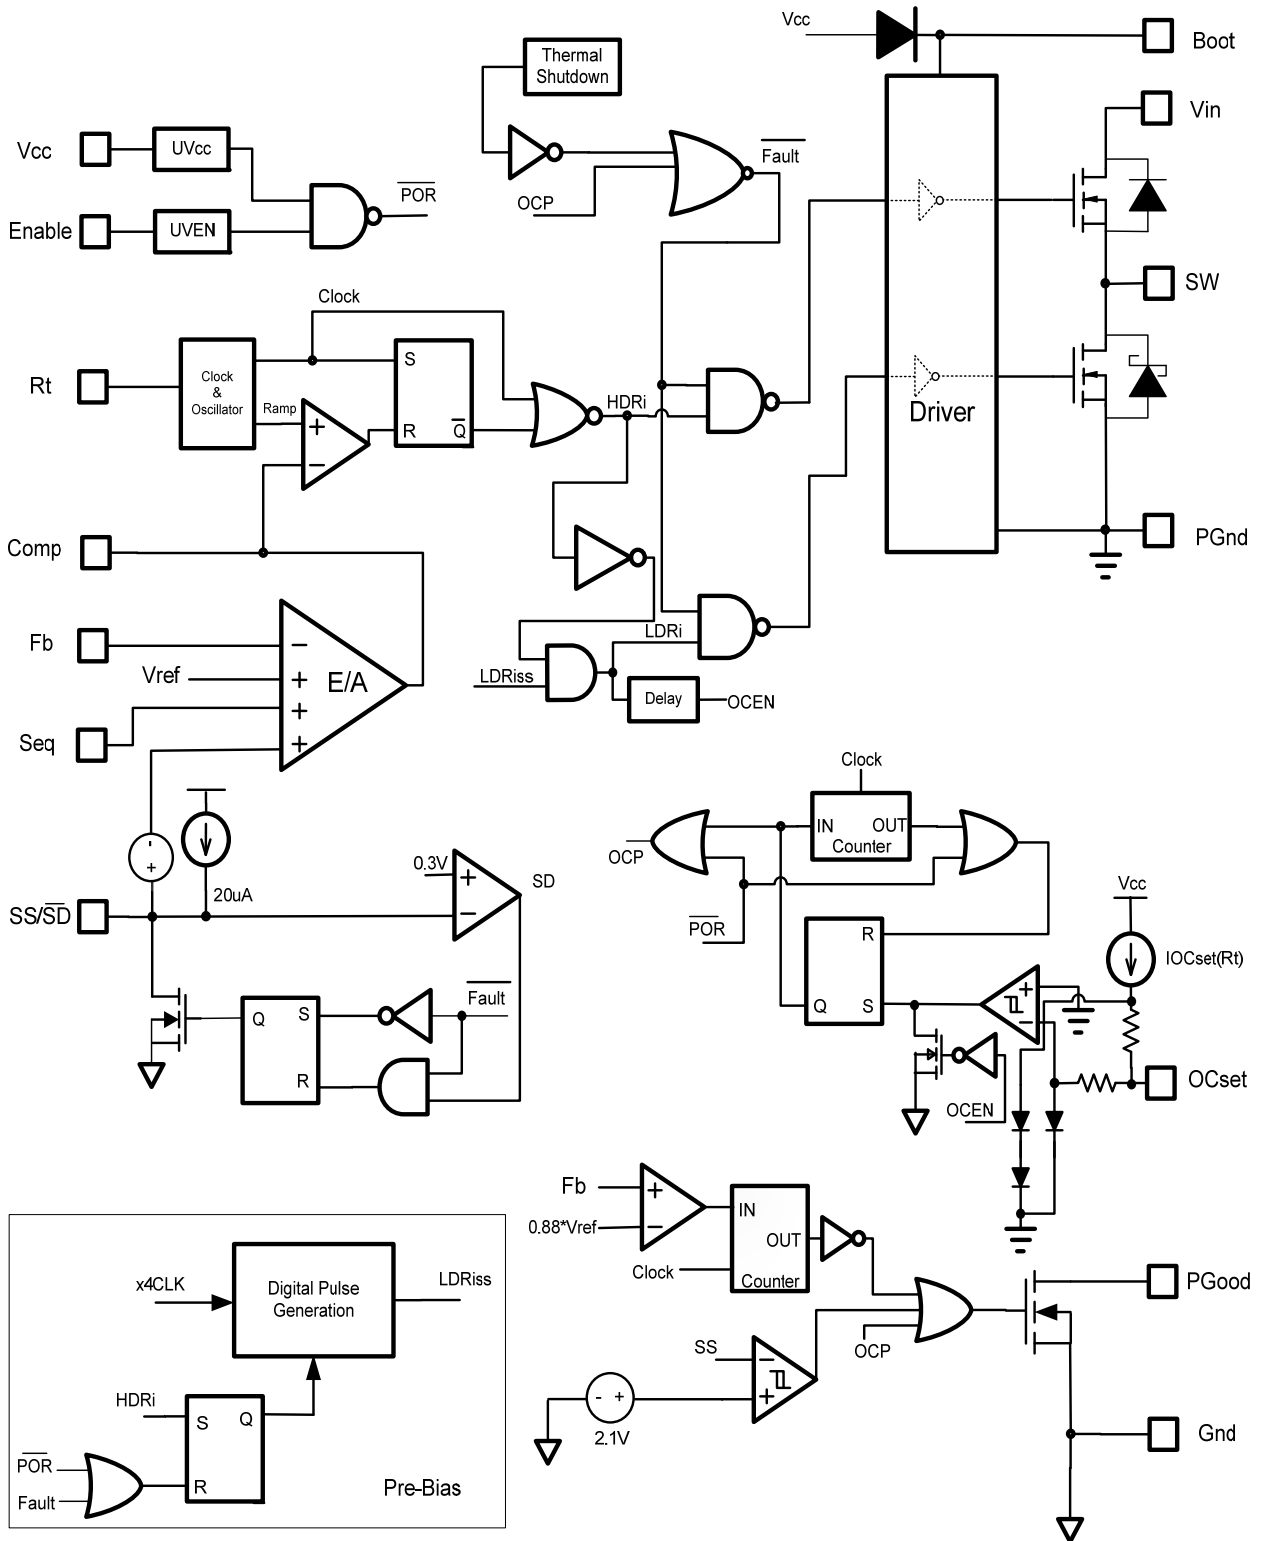 Vcc
Boot
Thermal
Shutdown
Vin
Vcc
UVcc
Fault
POR
OCP
Enable
UVEN
SW
Clock
Rt
Clock
&
Oscillator
Ramp
+
−
S
R
Q
HDRi
Driver
Comp
PGnd
Fb
Vref
Seq
−
+
+
+
E/A
LDRi
LDRiss
Delay
OCEN
Clock
IN
OUT
Counter
OCP
POR
-
+
20uA
0.3V
+
−
SD
SS/SD
R
Q
S
Vcc
IOCset(Rt)
+
−
Q
S
R
Fault
OCEN
OCset
Fb
0.88*Vref
+
−
IN
OUT
Counter
Clock
PGood
OCP
SS
−
+
- +
2.1V
Gnd
x4CLK
Digital Pulse
Generation
LDRiss
HDRi
S
Q
R
POR
Fault
Pre-Bias